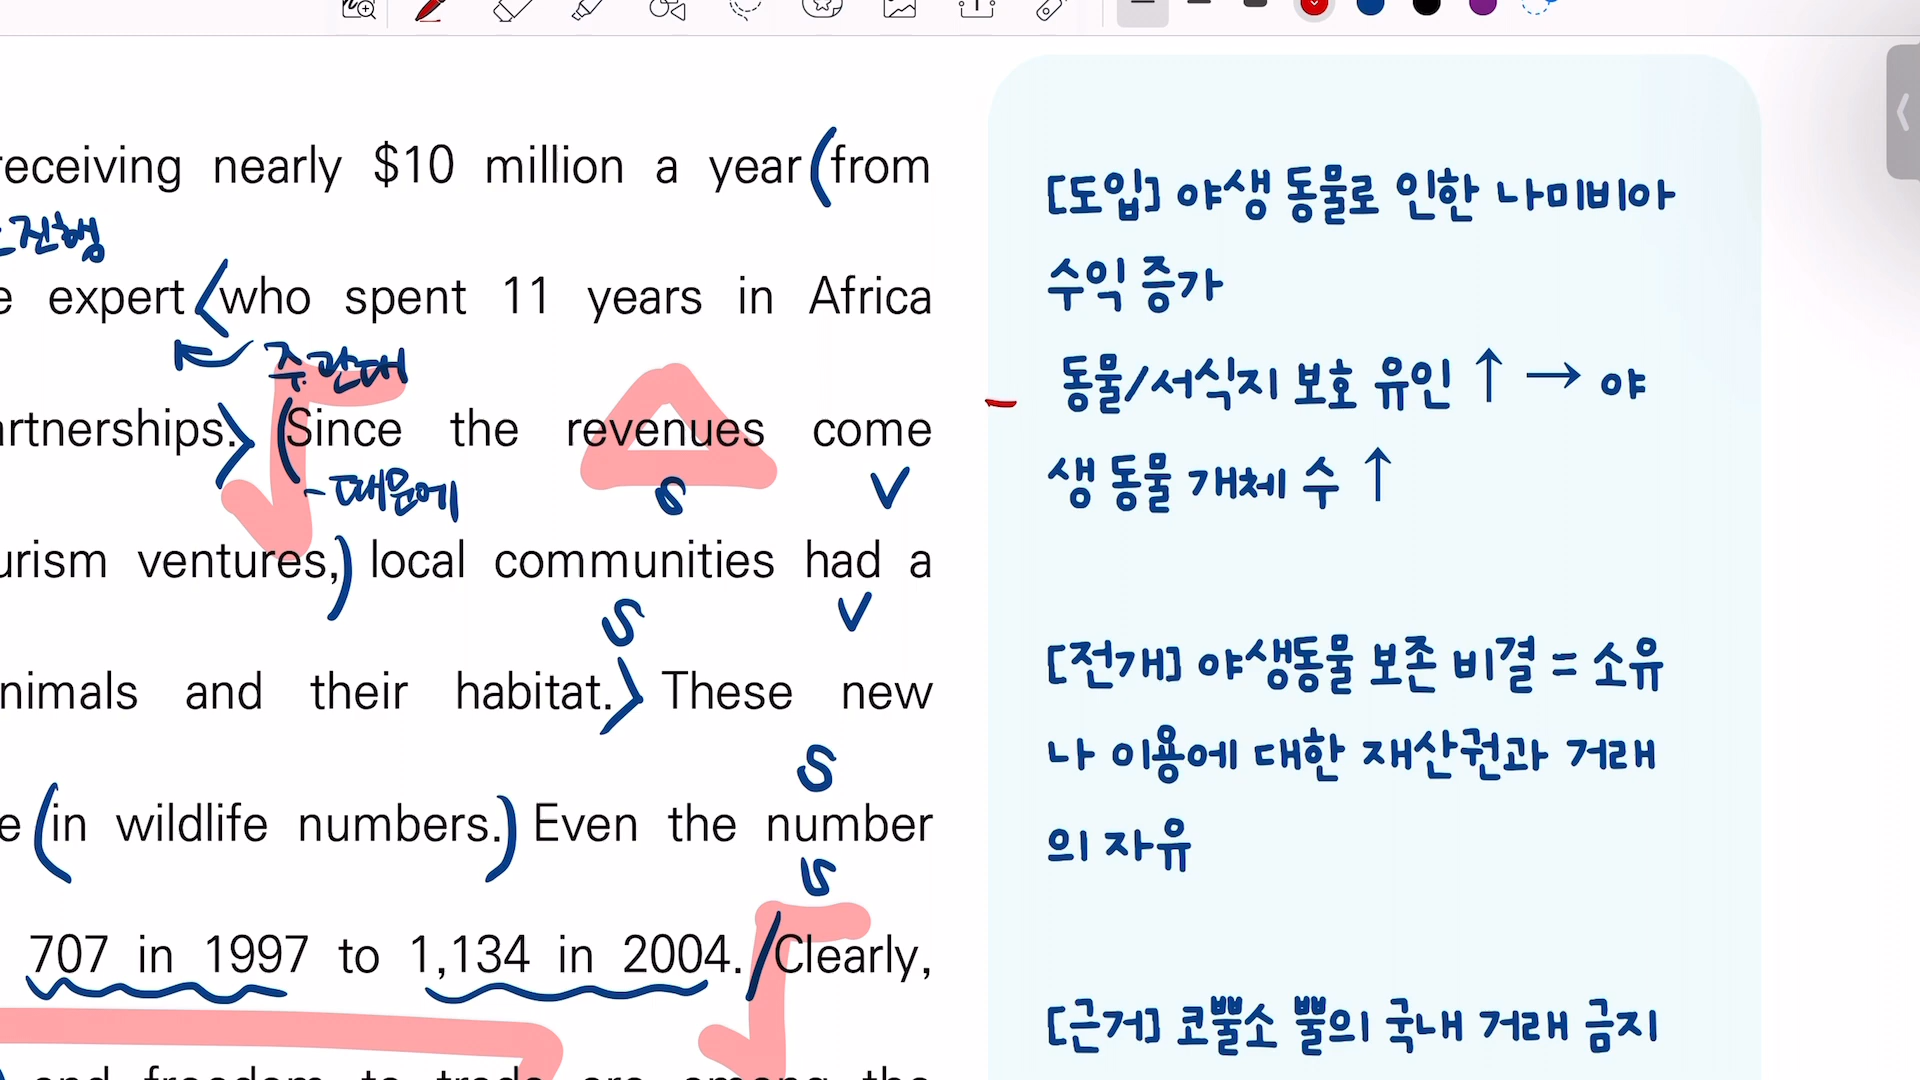 receiving nearly $10 million a year (from
진행
expert <who spent 11 years in Africa
주.관대
artnerships.> (Since the revenues come
-때문에 S V
urism ventures,) local communities had a
S V
nimals and their habitat.> These new
S
e (in wildlife numbers.) Even the number
S
707 in 1997 to 1,134 in 2004. / Clearly,
and freedom to trade are among the
[도입] 야생 동물로 인한 나미비아
수익 증가
동물/서식지 보호 유인 ↑ → 야
생 동물 개체 수 ↑
[전개] 야생동물 보존 비결 = 소유
나 이용에 대한 재산권과 거래
의 자유
[근거] 코뿔소 뿔의 국내 거래 금지